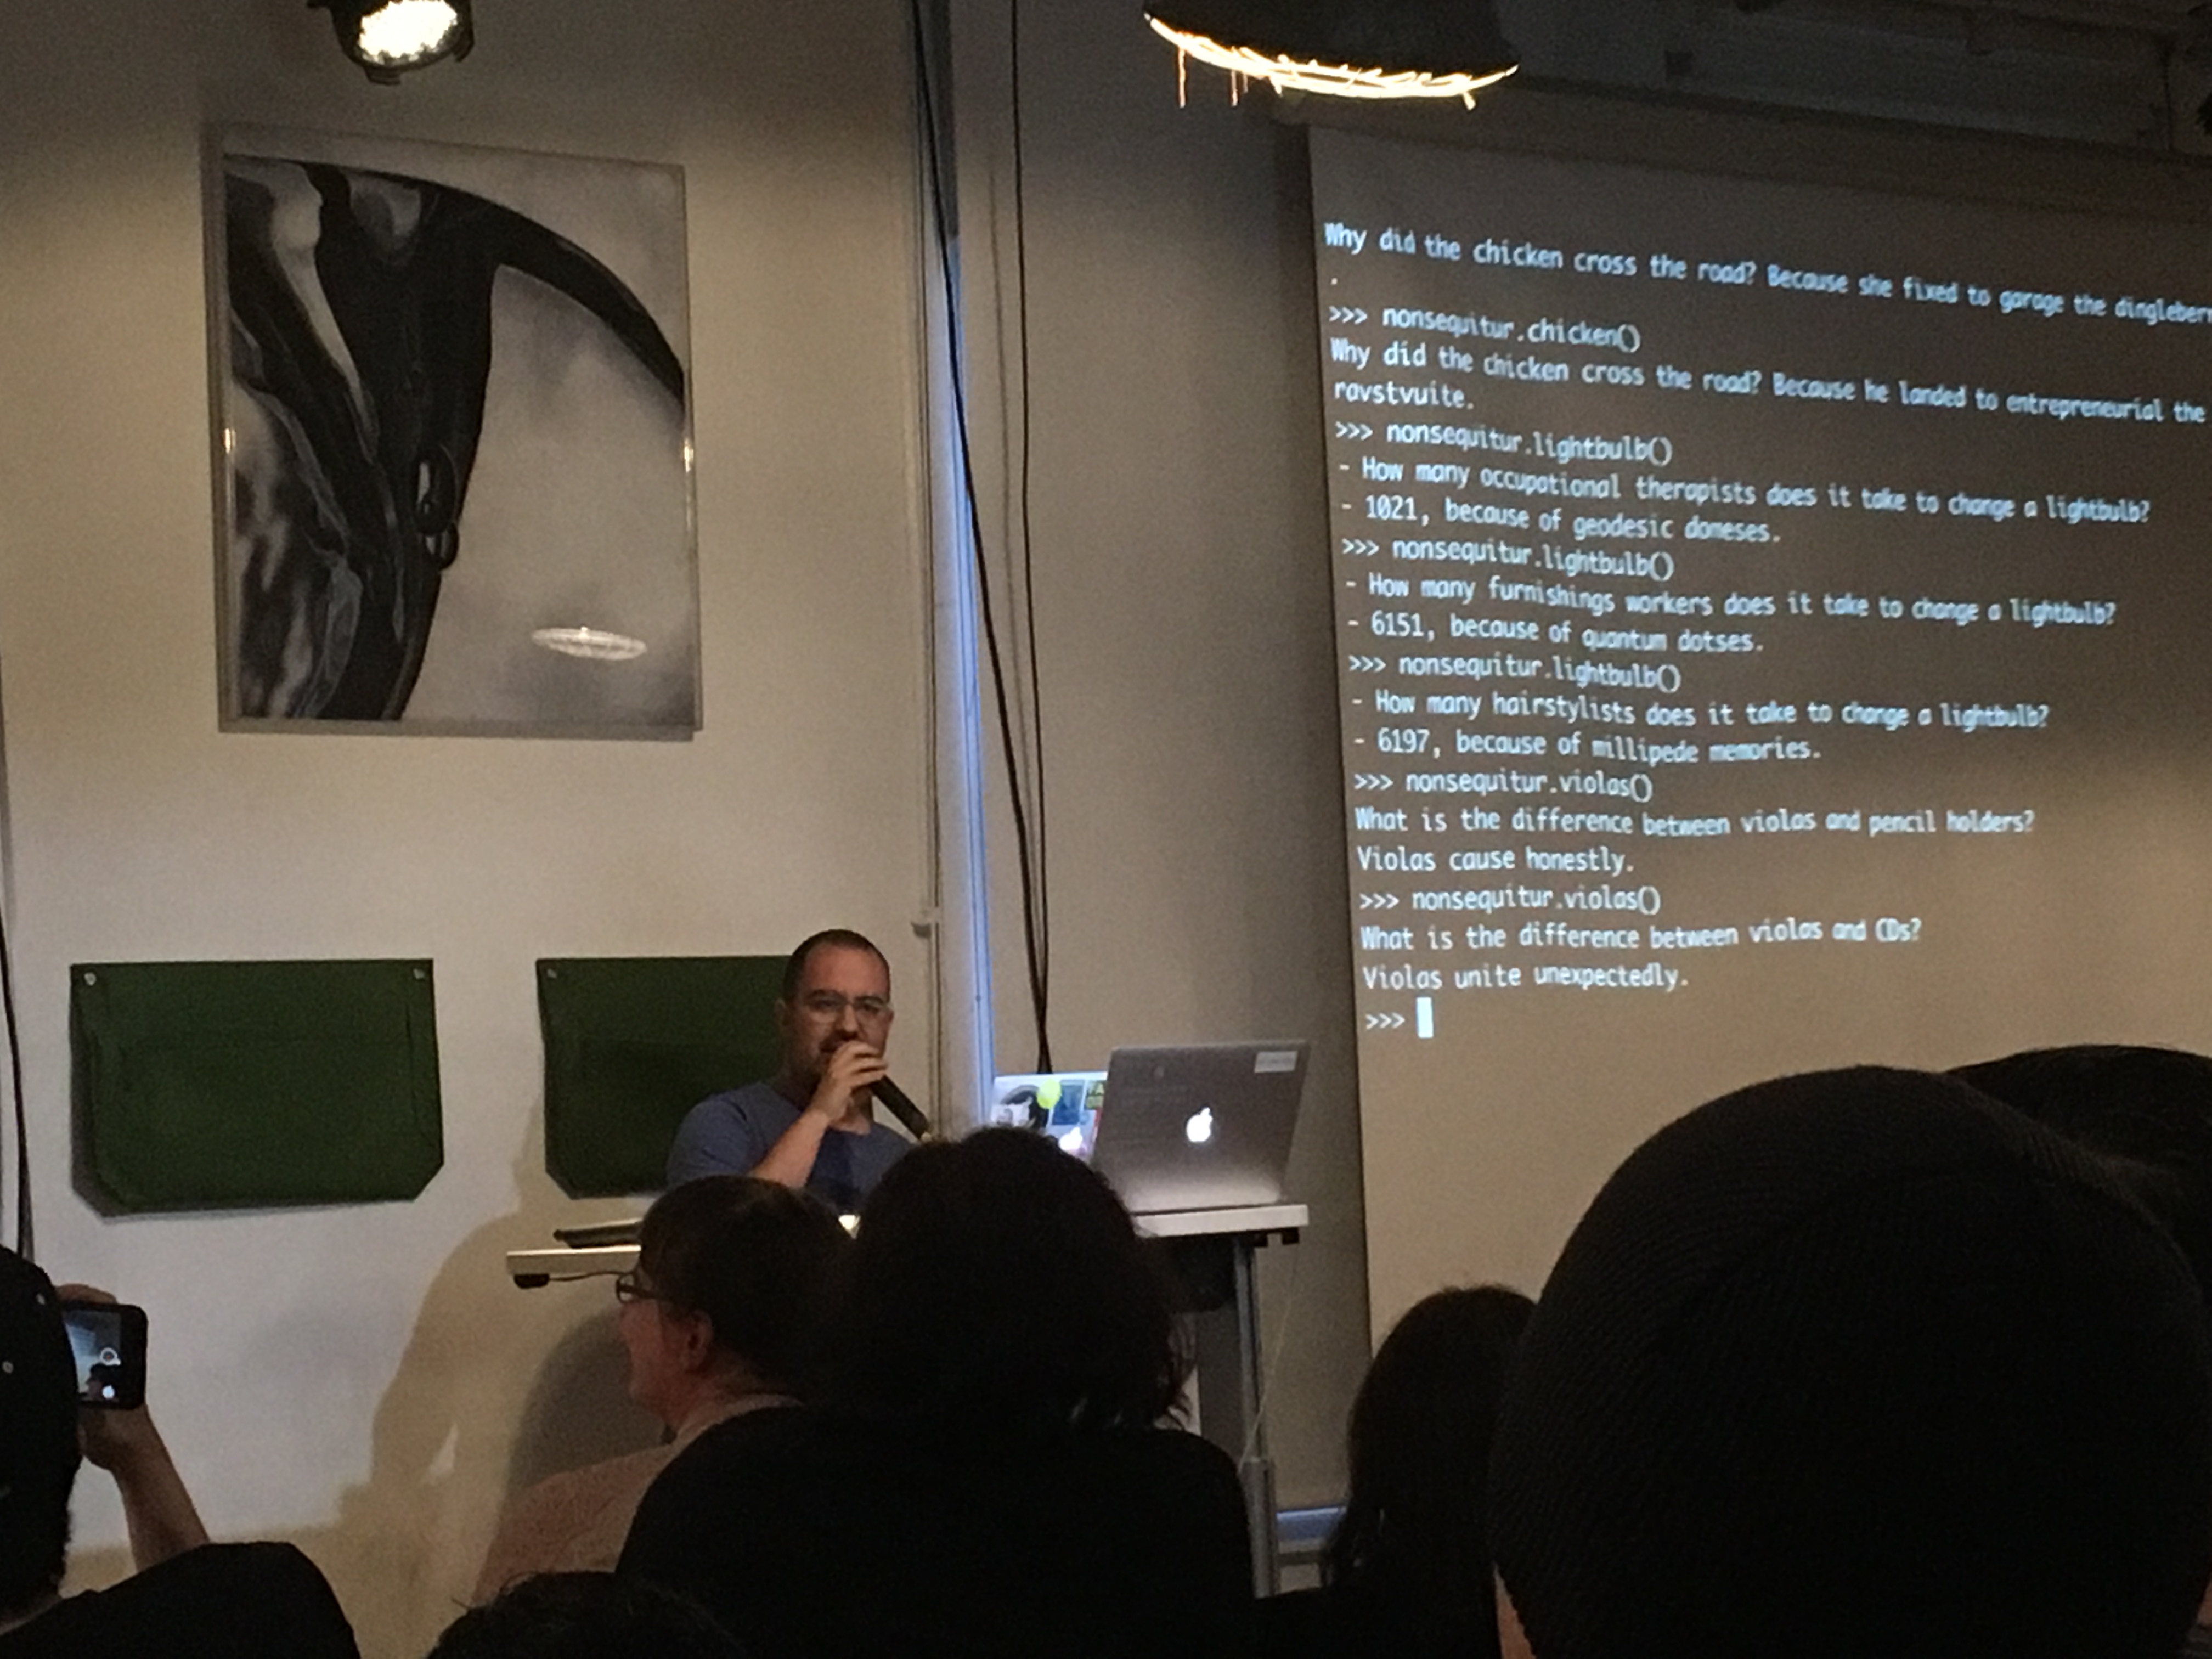 Why did the chicken cross the road? Because she fixed to garage the dingleberr
.
>>> nonsequitur.chicken()
Why did the chicken cross the road? Because he landed to entrepreneurial the
ravstvuite.
>>> nonsequitur.lightbulb()
- How many occupational therapists does it take to change a lightbulb?
- 1021, because of geodesic domeses.
>>> nonsequitur.lightbulb()
- How many furnishings workers does it take to change a lightbulb?
- 6151, because of quantum dotses.
>>> nonsequitur.lightbulb()
- How many hairstylists does it take to change a lightbulb?
- 6197, because of millipede memories.
>>> nonsequitur.violas()
What is the difference between violas and pencil holders?
Violas cause honestly.
>>> nonsequitur.violas()
What is the difference between violas and CDs?
Violas unite unexpectedly.
>>>